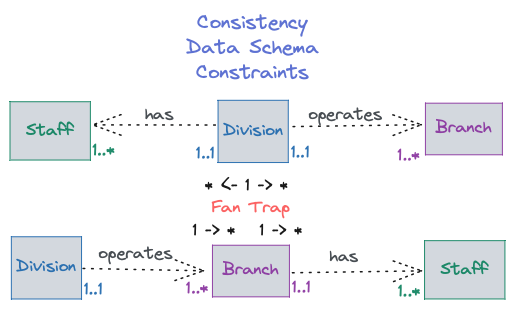 Consistency
Data Schema
Constraints
has
operates
Staff
Division
Branch
1..*
1..1
1..1
1..*
* <- 1 -> *
Fan Trap
1 -> *
1 -> *
operates
has
Division
Branch
Staff
1..1
1..*
1..1
1..*